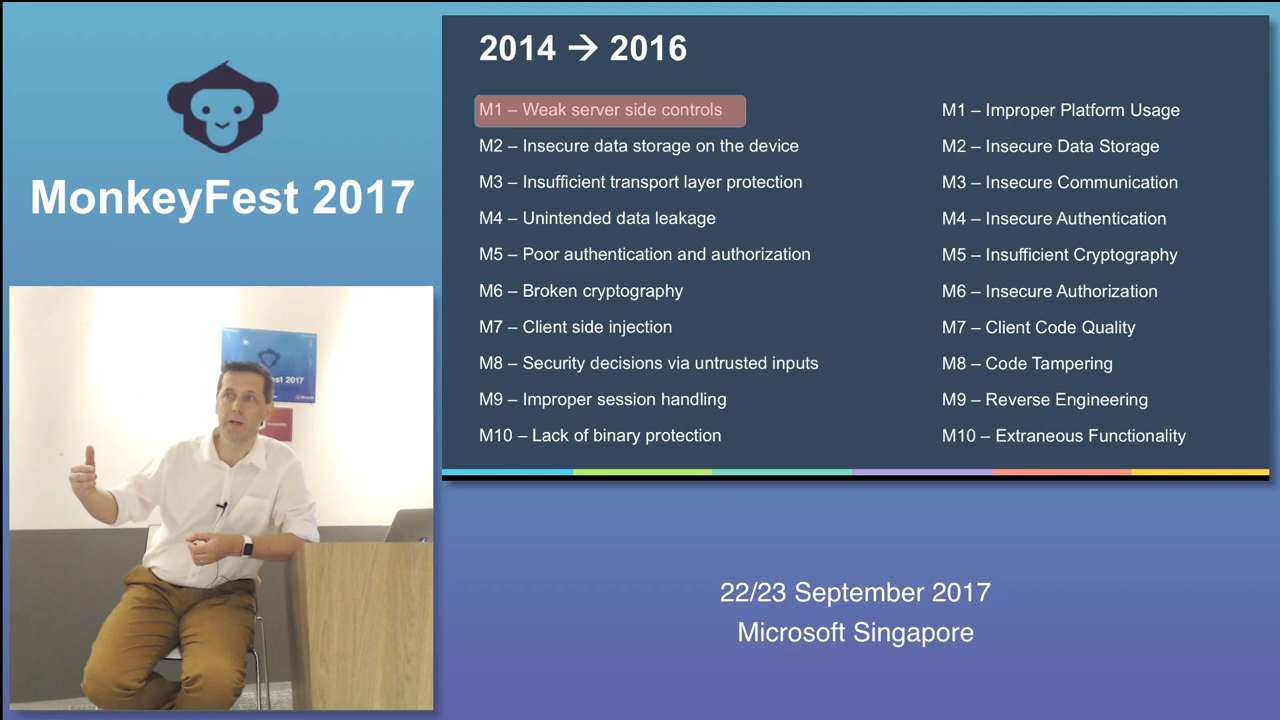 MonkeyFest 2017
2014 → 2016
M1 – Weak server side controls
M2 – Insecure data storage on the device
M3 – Insufficient transport layer protection
M4 – Unintended data leakage
M5 – Poor authentication and authorization
M6 – Broken cryptography
M7 – Client side injection
M8 – Security decisions via untrusted inputs
M9 – Improper session handling
M10 – Lack of binary protection
M1 – Improper Platform Usage
M2 – Insecure Data Storage
M3 – Insecure Communication
M4 – Insecure Authentication
M5 – Insufficient Cryptography
M6 – Insecure Authorization
M7 – Client Code Quality
M8 – Code Tampering
M9 – Reverse Engineering
M10 – Extraneous Functionality
2017
22/23 September 2017
Microsoft Singapore